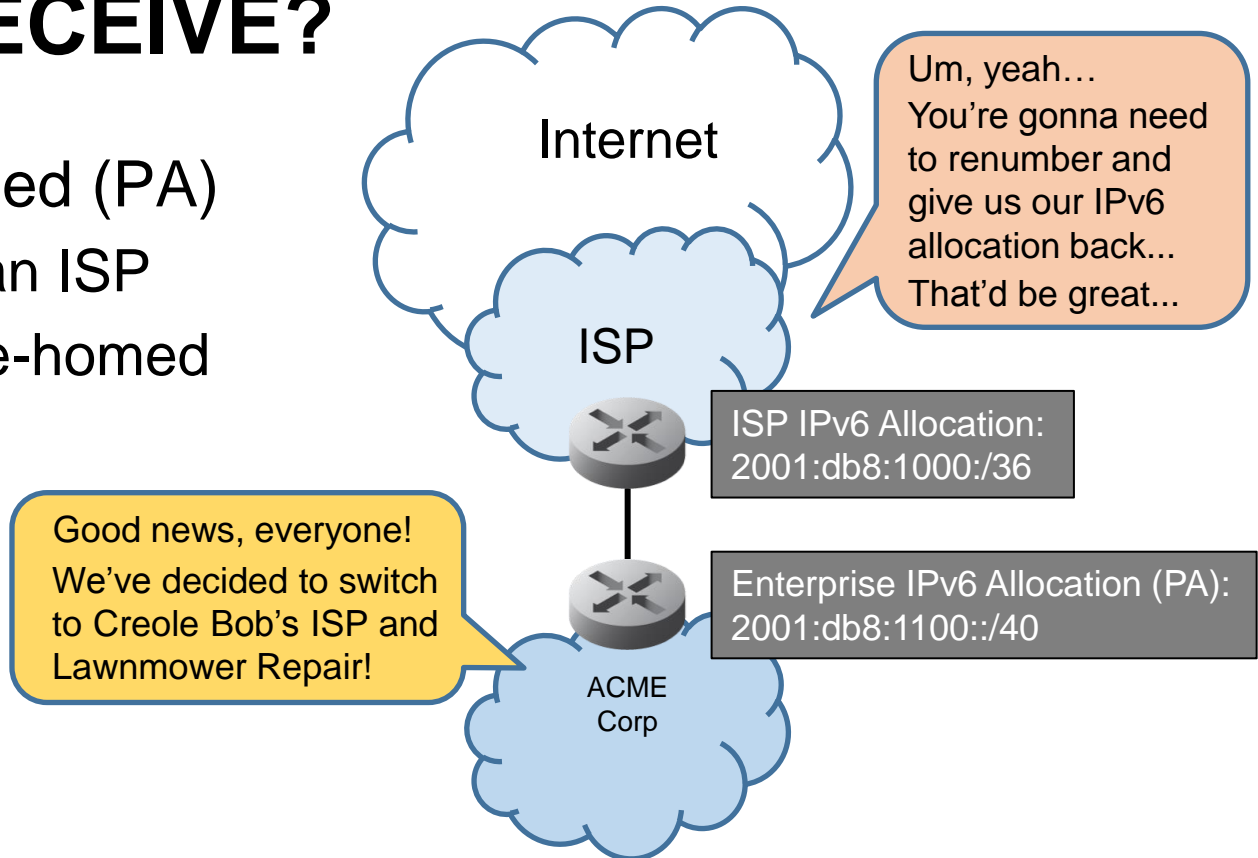 ECEIVE?
ed (PA)
an ISP
e-homed
Internet
Um, yeah…
You're gonna need
to renumber and
give us our IPv6
allocation back...
That'd be great...
ISP
ISP IPv6 Allocation:
2001:db8:1000:/36
Good news, everyone!
We've decided to switch
to Creole Bob's ISP and
Lawnmower Repair!
Enterprise IPv6 Allocation (PA):
2001:db8:1100::/40
ACME
Corp